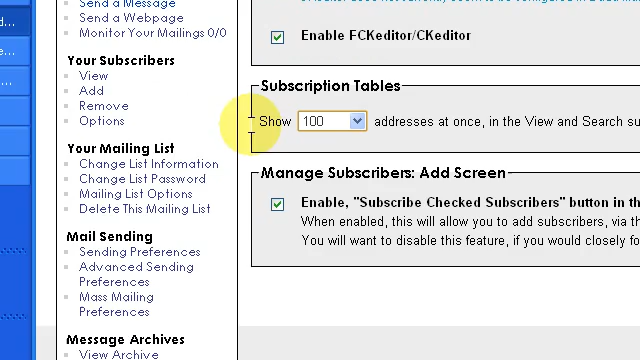 Send a Message
Send a Webpage
Monitor Your Mailings 0/0
Your Subscribers
View
Add
Remove
Options
Your Mailing List
Change List Information
Change List Password
Mailing List Options
Delete This Mailing List
Mail Sending
Sending Preferences
Advanced Sending
Preferences
Mass Mailing
Preferences
Message Archives
View Archive
Enable FCKeditor/CKeditor
Subscription Tables
Show 100 addresses at once, in the View and Search su
Manage Subscribers: Add Screen
Enable, "Subscribe Checked Subscribers" button in th
When enabled, this will allow you to add subscribers, via th
You will want to disable this feature, if you would closely fo